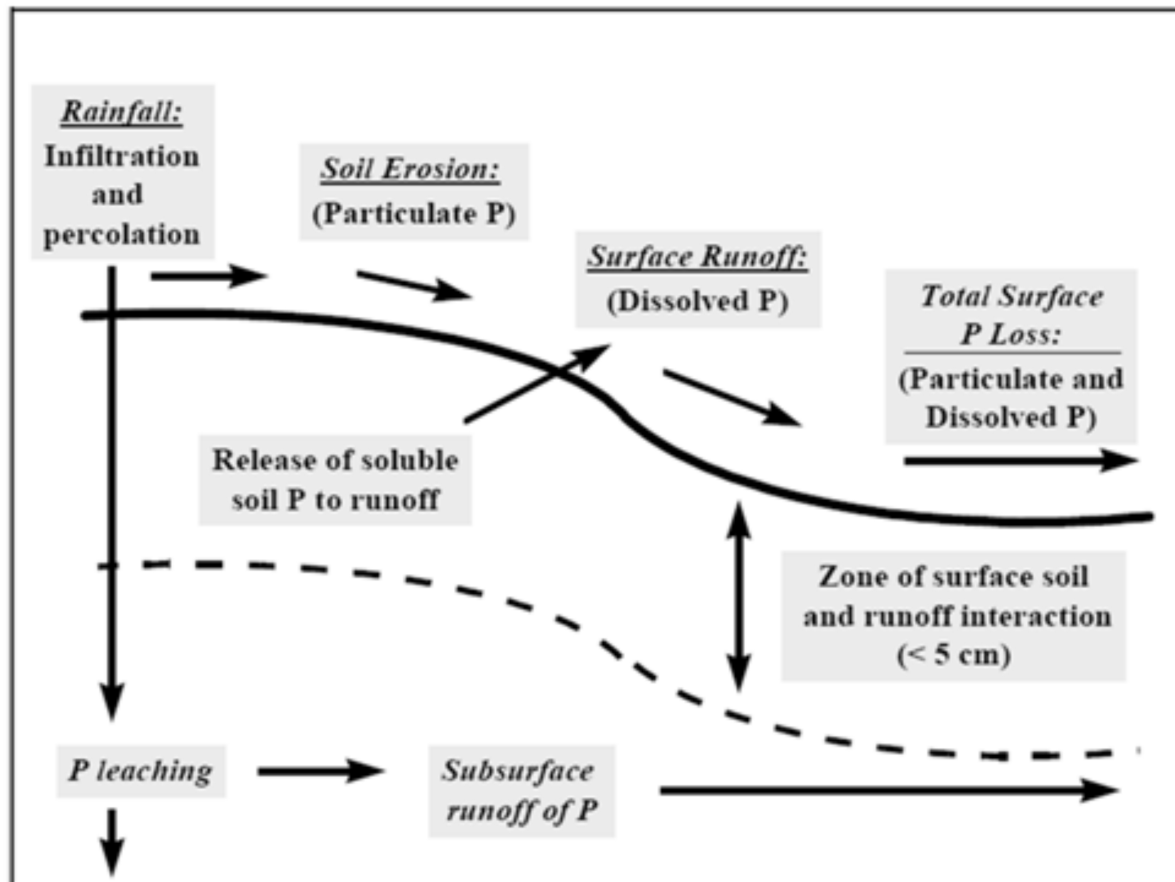 Rainfall:
Infiltration
and
percolation
Soil Erosion:
(Particulate P)
Surface Runoff:
(Dissolved P)
Total Surface
P Loss:
(Particulate and
Dissolved P)
Release of soluble
soil P to runoff
Zone of surface soil
and runoff interaction
(< 5 cm)
P leaching
Subsurface
runoff of P